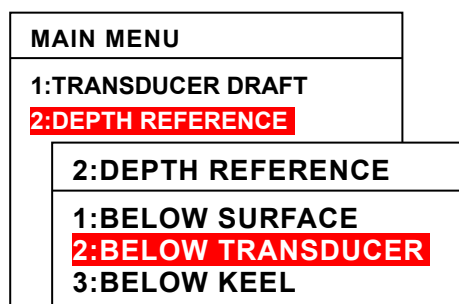 MAIN MENU
1:TRANSDUCER DRAFT
2:DEPTH REFERENCE
2:DEPTH REFERENCE
1:BELOW SURFACE
2:BELOW TRANSDUCER
3:BELOW KEEL